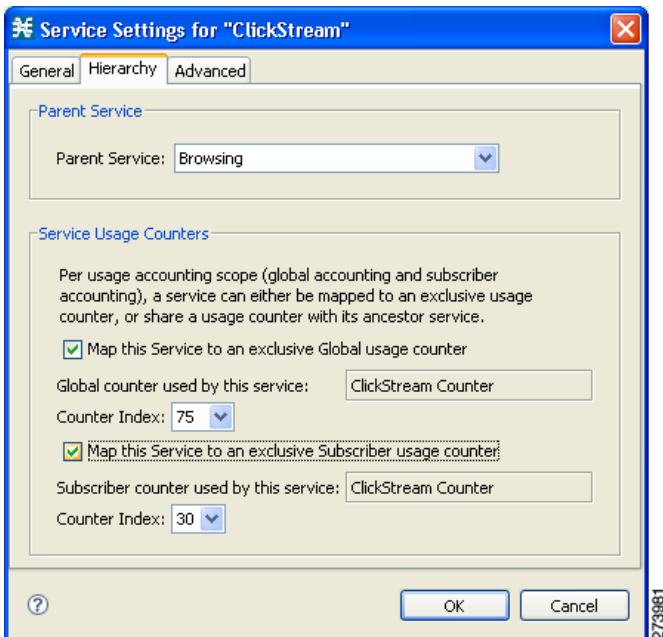 Service Settings for "ClickStream"
General Hierarchy Advanced
Parent Service
Parent Service: Browsing
Service Usage Counters
Per usage accounting scope (global accounting and subscriber
accounting), a service can either be mapped to an exclusive usage
counter, or share a usage counter with its ancestor service.
Map this Service to an exclusive Global usage counter
Global counter used by this service: ClickStream Counter
Counter Index: 75
Map this Service to an exclusive Subscriber usage counter
Subscriber counter used by this service: ClickStream Counter
Counter Index: 30
? OK Cancel